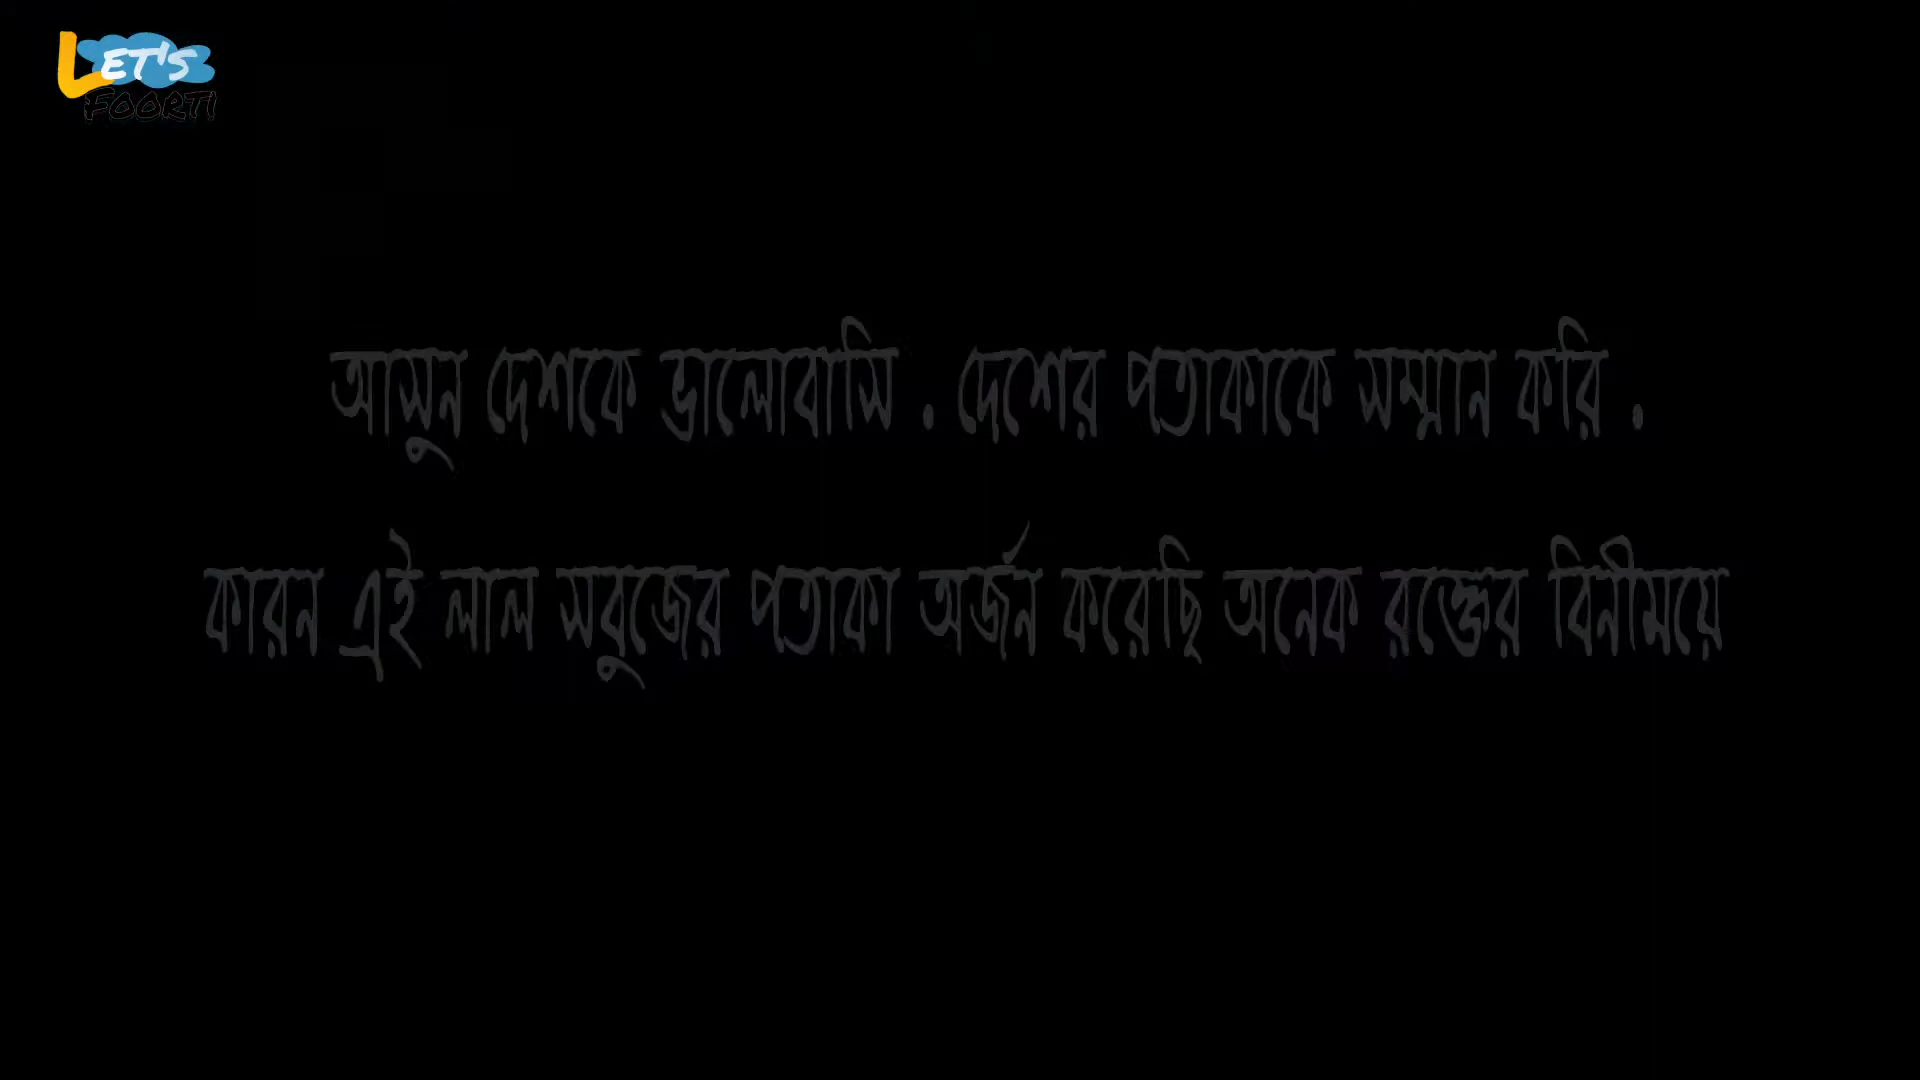 LET'S
FOORTI
আসুন দেশকে ভালোবাসি . দেশের পতাকাকে সম্মান করি .
কারন এই লাল সবুজের পতাকা অর্জন করেছি অনেক রক্তের বিনীময়ে